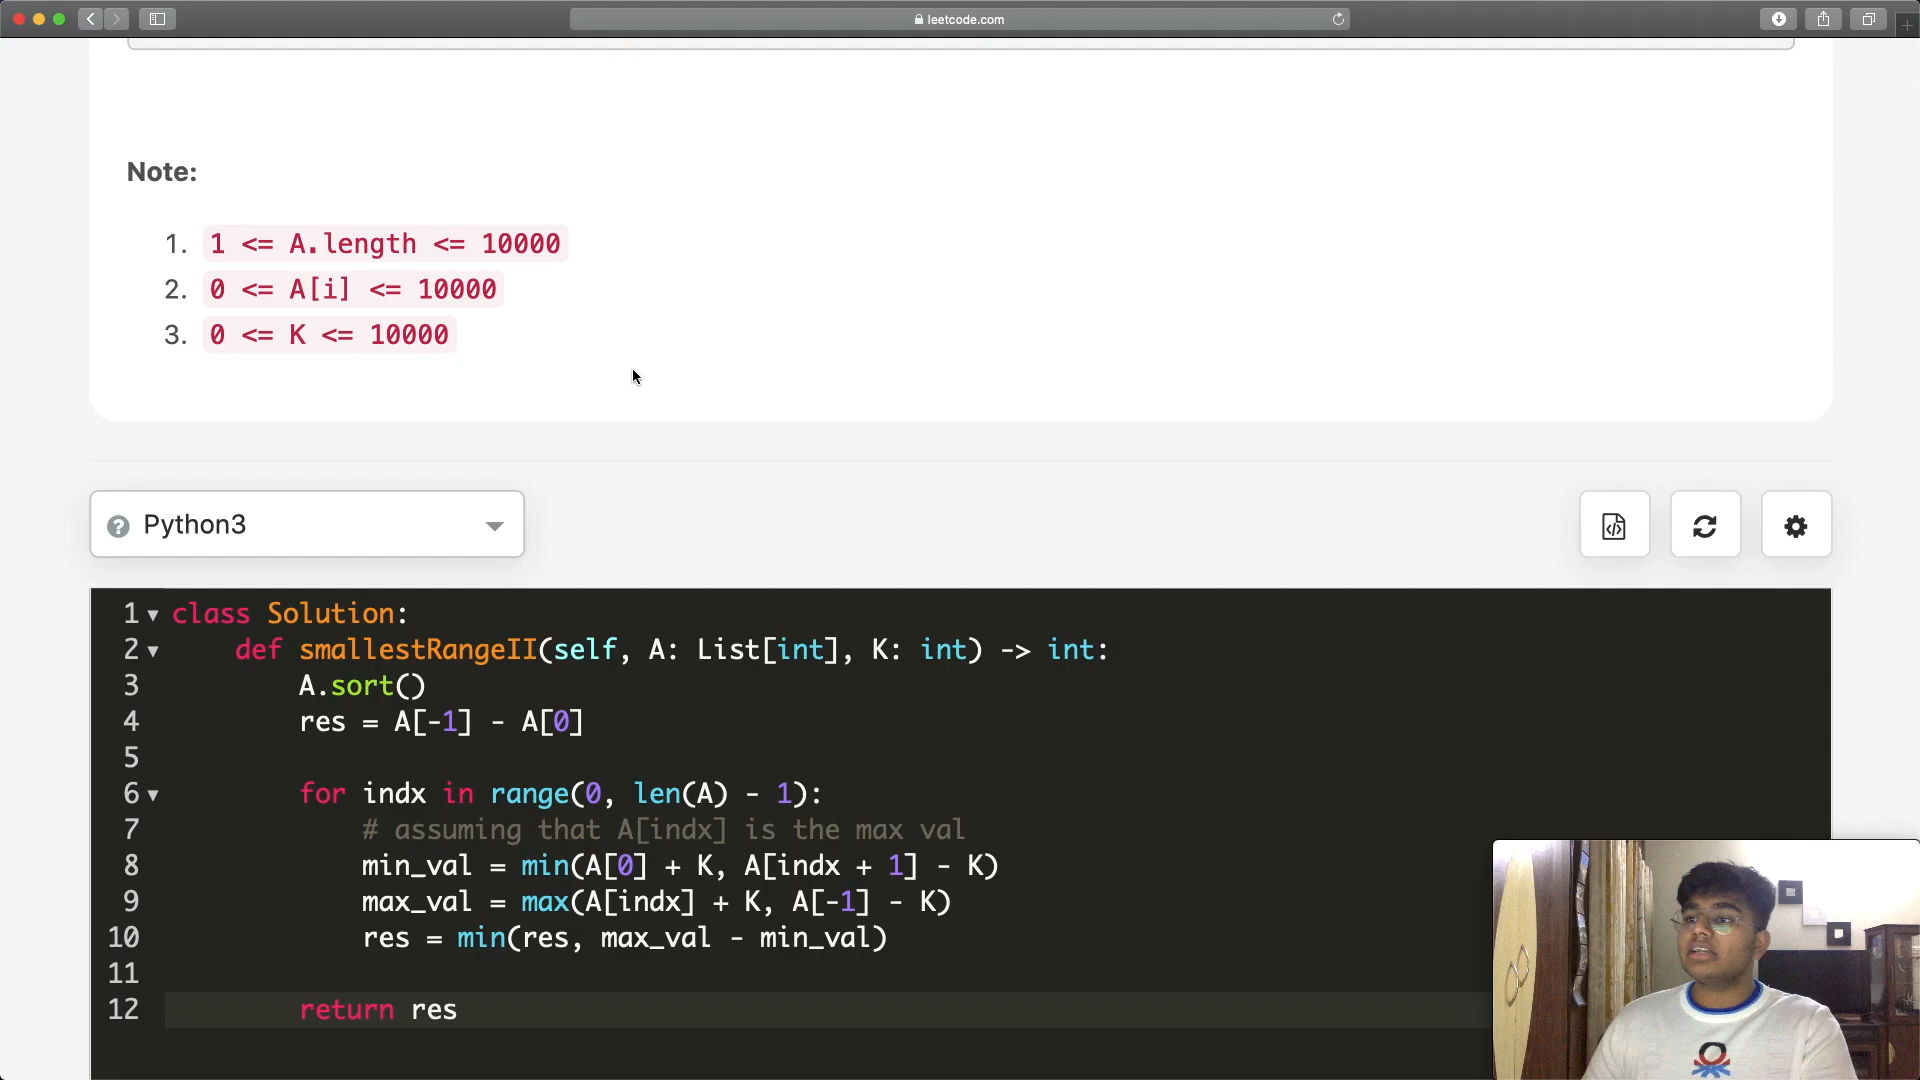 leetcode.com
Note:
1. 1 <= A.length <= 10000
2. 0 <= A[i] <= 10000
3. 0 <= K <= 10000
Python3
1 class Solution:
2 def smallestRangeII(self, A: List[int], K: int) -> int:
3 A.sort()
4 res = A[-1] - A[0]
5
6 for indx in range(0, len(A) - 1):
7 # assuming that A[indx] is the max val
8 min_val = min(A[0] + K, A[indx + 1] - K)
9 max_val = max(A[indx] + K, A[-1] - K)
10 res = min(res, max_val - min_val)
11
12 return res